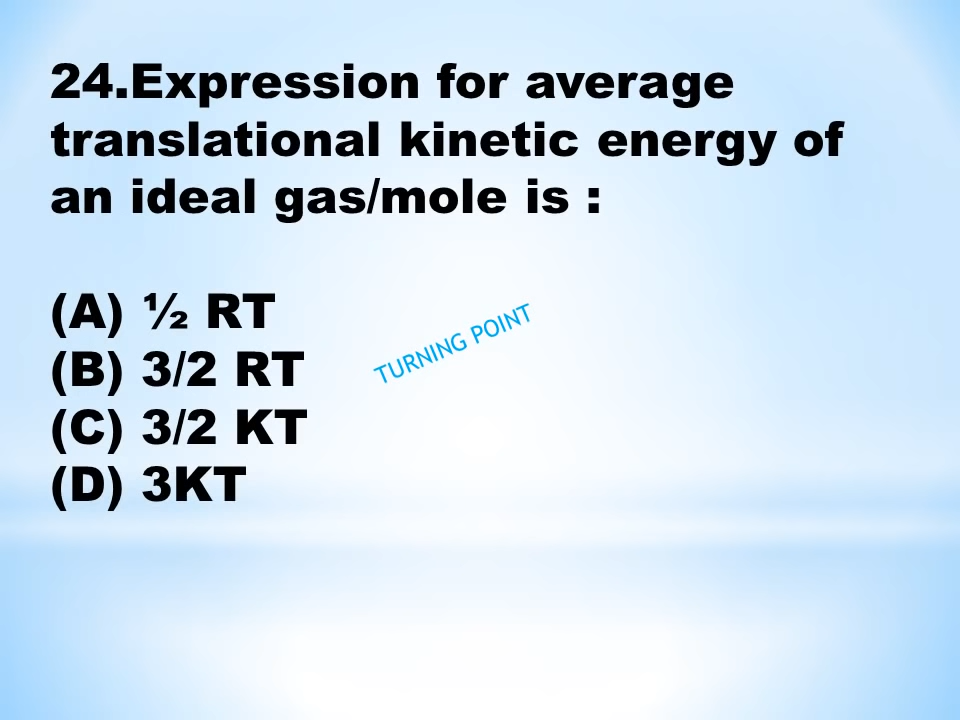 24.Expression for average
translational kinetic energy of
an ideal gas/mole is :
(A) ½ RT
(B) 3/2 RT
(C) 3/2 KT
(D) 3KT
TURNING POINT